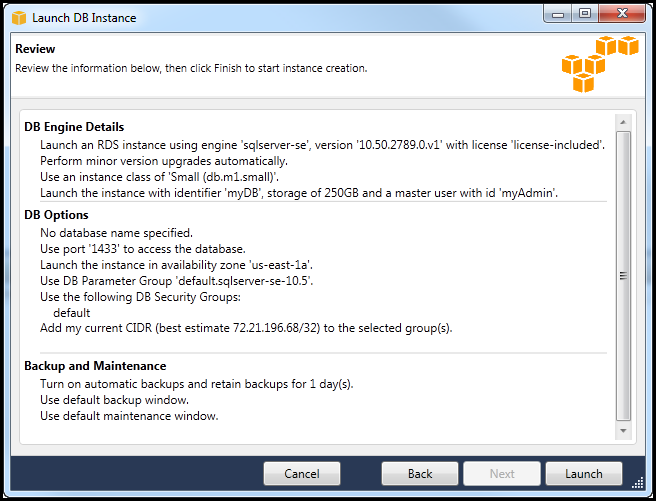 Launch DB Instance
Review
Review the information below, then click Finish to start instance creation.
DB Engine Details
Launch an RDS instance using engine 'sqlserver-se', version '10.50.2789.0.v1' with license 'license-included'.
Perform minor version upgrades automatically.
Use an instance class of 'Small (db.m1.small)'.
Launch the instance with identifier 'myDB', storage of 250GB and a master user with id 'myAdmin'.
DB Options
No database name specified.
Use port '1433' to access the database.
Launch the instance in availability zone 'us-east-1a'.
Use DB Parameter Group 'default.sqlserver-se-10.5'.
Use the following DB Security Groups:
default
Add my current CIDR (best estimate 72.21.196.68/32) to the selected group(s).
Backup and Maintenance
Turn on automatic backups and retain backups for 1 day(s).
Use default backup window.
Use default maintenance window.
Cancel Back Next Launch